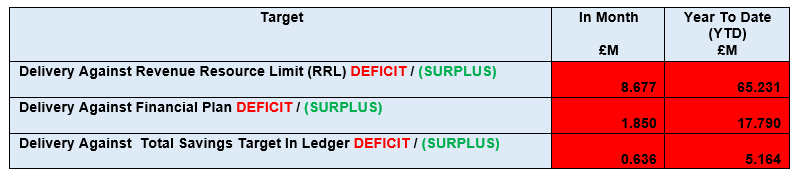 Target In Month Year To Date
(YTD)
£M £M
Delivery Against Revenue Resource Limit (RRL) DEFICIT / (SURPLUS)
8.677 65.231
Delivery Against Financial Plan DEFICIT / (SURPLUS)
1.850 17.790
Delivery Against Total Savings Target In Ledger DEFICIT / (SURPLUS)
0.636 5.164